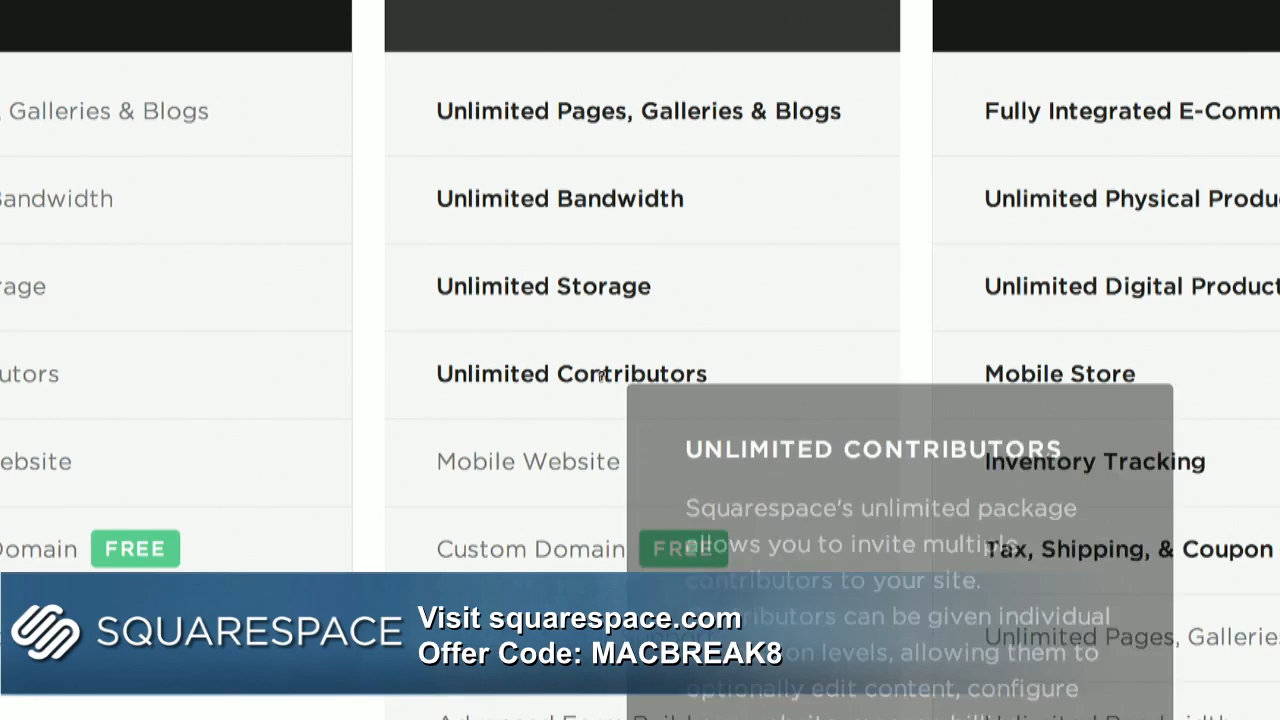 , Galleries & Blogs
Bandwidth
rage
utors
ebsite
Domain FREE
Unlimited Pages, Galleries & Blogs
Unlimited Bandwidth
Unlimited Storage
Unlimited Contributors
Mobile Website
Custom Domain FREE
Fully Integrated E-Comm
Unlimited Physical Produ
Unlimited Digital Product
Mobile Store
Inventory Tracking
Tax, Shipping, & Coupon
Unlimited Pages, Gallerie
UNLIMITED CONTRIBUTORS
Squarespace's unlimited package
allows you to invite multiple
contributors to your site.
tributors can be given individual
on levels, allowing them to
optionally edit content, configure
SQUARESPACE
Visit squarespace.com
Offer Code: MACBREAK8